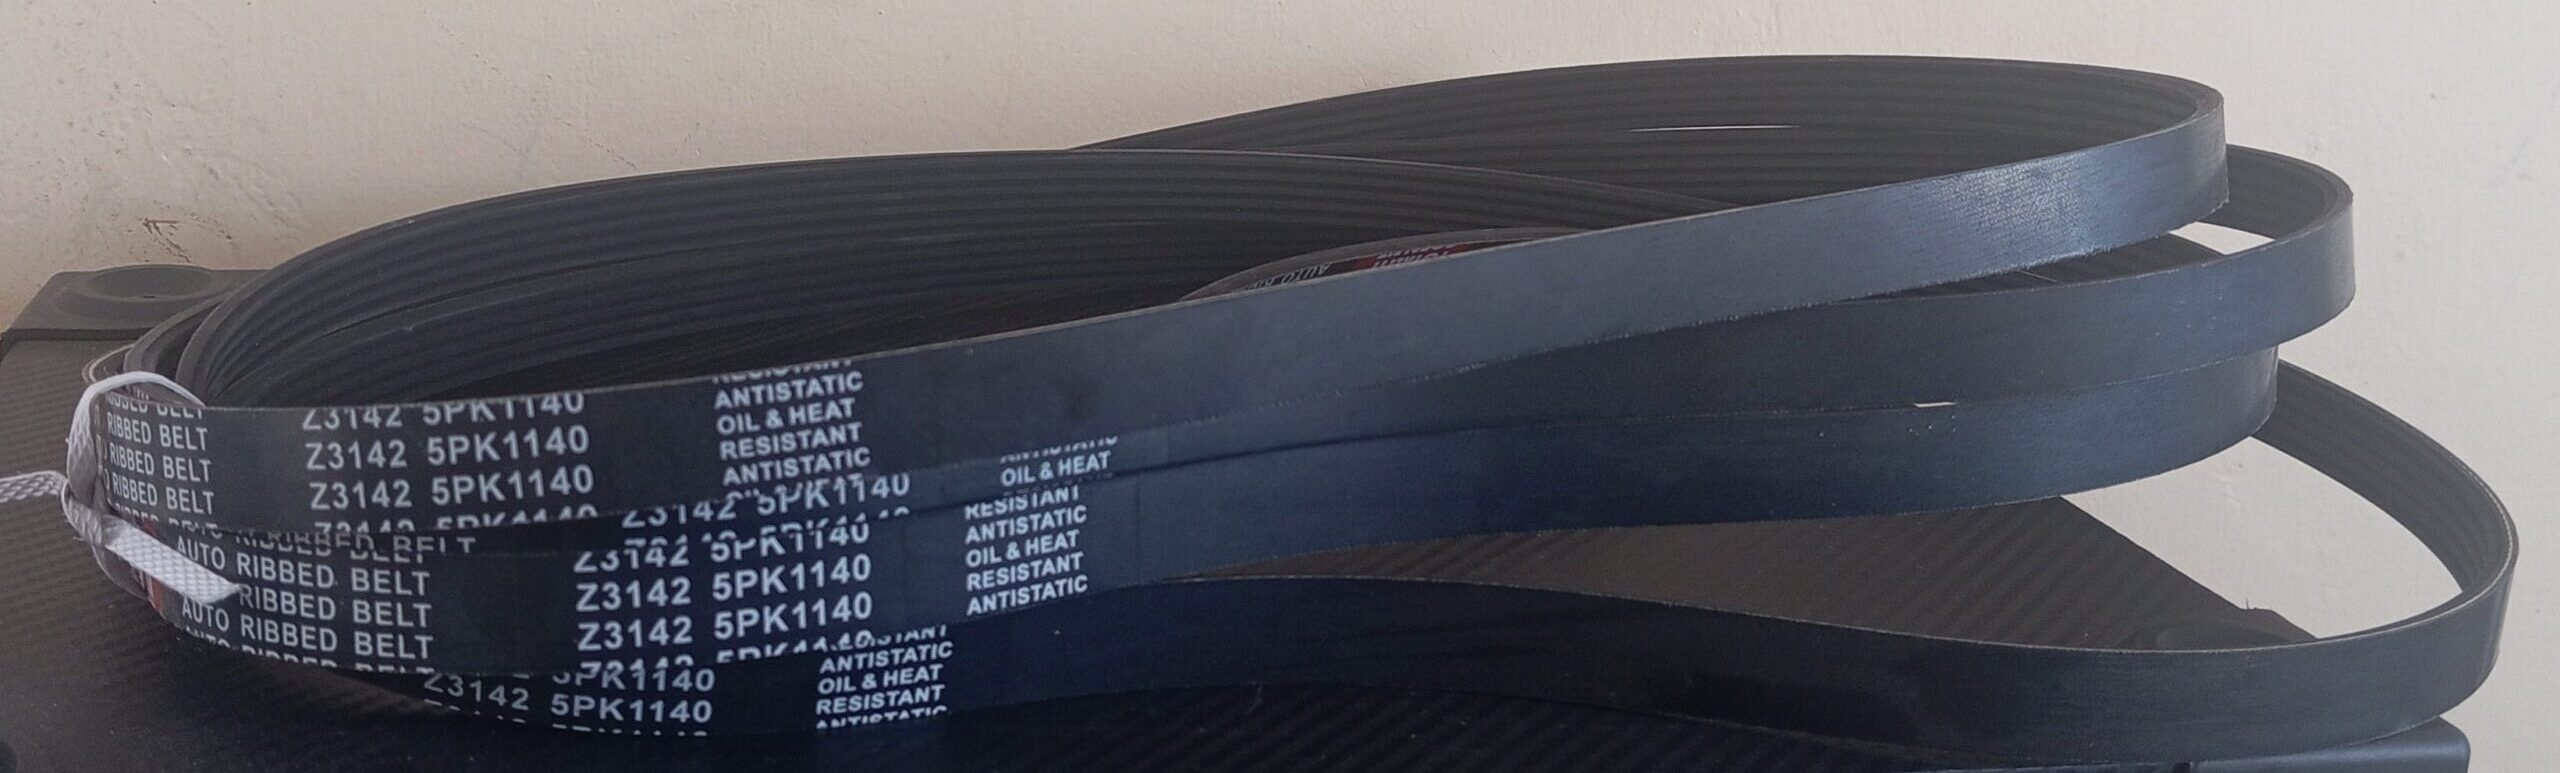 RIBBED BELT
RIBBED BELT
RIBBED BELT
Z3142 5PK1140
Z3142 5PK1140
Z3142 5PK1140
ANTISTATIC
OIL & HEAT
RESISTANT
ANTISTATIC
Z3142 5PK1140
OIL & HEAT
RESISTANT
ANTISTATIC
OIL & HEAT
RESISTANT
ANTISTATIC
AUTO RIBBED BELT
RIBBED BELT
AUTO RIBBED BELT
Z3142 5PK1140
Z3142 5PK1140
Z3142 5PK1140
5PK1140
Z3142 5PK1140
ANTISTATIC
OIL & HEAT
RESISTANT
ANTISTATIC